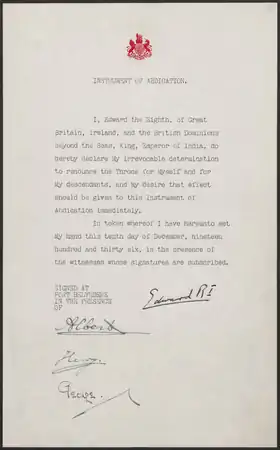 INSTRUMENT OF ABDICATION.
I, Edward the Eighth, of Great
Britain, Ireland, and the British Dominions
beyond the Seas, King, Emperor of India, do
hereby declare My irrevocable determination
to renounce the Throne for Myself and for
My descendants, and My desire that effect
should be given to this Instrument of
Abdication immediately.
In token whereof I have hereunto set
My hand this tenth day of December, nineteen
hundred and thirty six, in the presence of
the witnesses whose signatures are subscribed.
SIGNED AT
FORT BELVEDERE
IN THE PRESENCE
OF
Edward RI
Albert
Henry.
George.